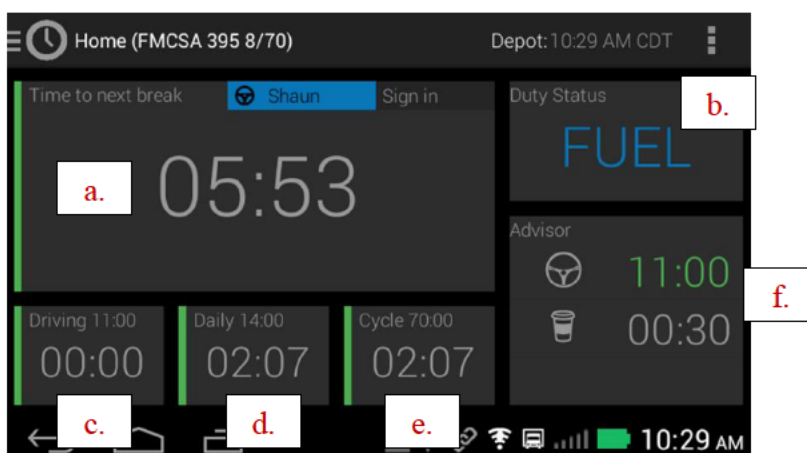 Home (FMCSA 395 8/70) Depot: 10:29 AM CDT
Time to next break Shaun Sign in Duty Status b.
a. 05:53 FUEL
Advisor
11:00 f.
Driving 11:00 Daily 14:00 Cycle 70:00 00:30
00:00 02:07 02:07
c. d. e. 10:29 AM